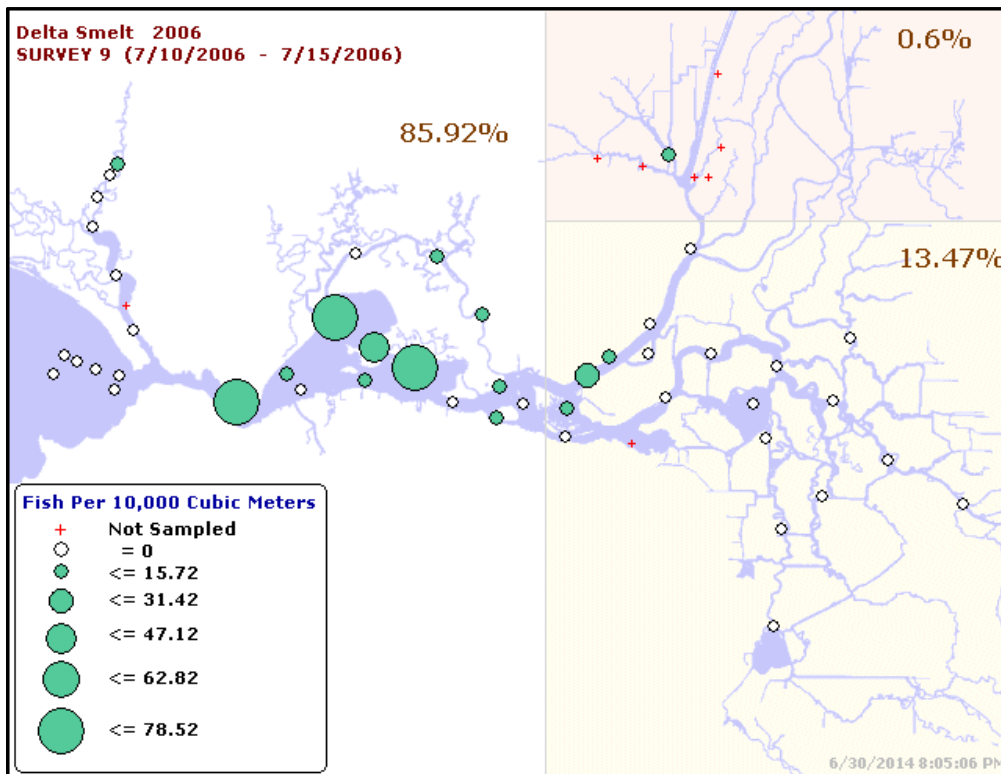 Delta Smelt 2006
SURVEY 9 (7/10/2006 - 7/15/2006)
0.6%
85.92%
13.47%
Fish Per 10,000 Cubic Meters
Not Sampled
= 0
<= 15.72
<= 31.42
<= 47.12
<= 62.82
<= 78.52
6/30/2014 8:05:06 PM